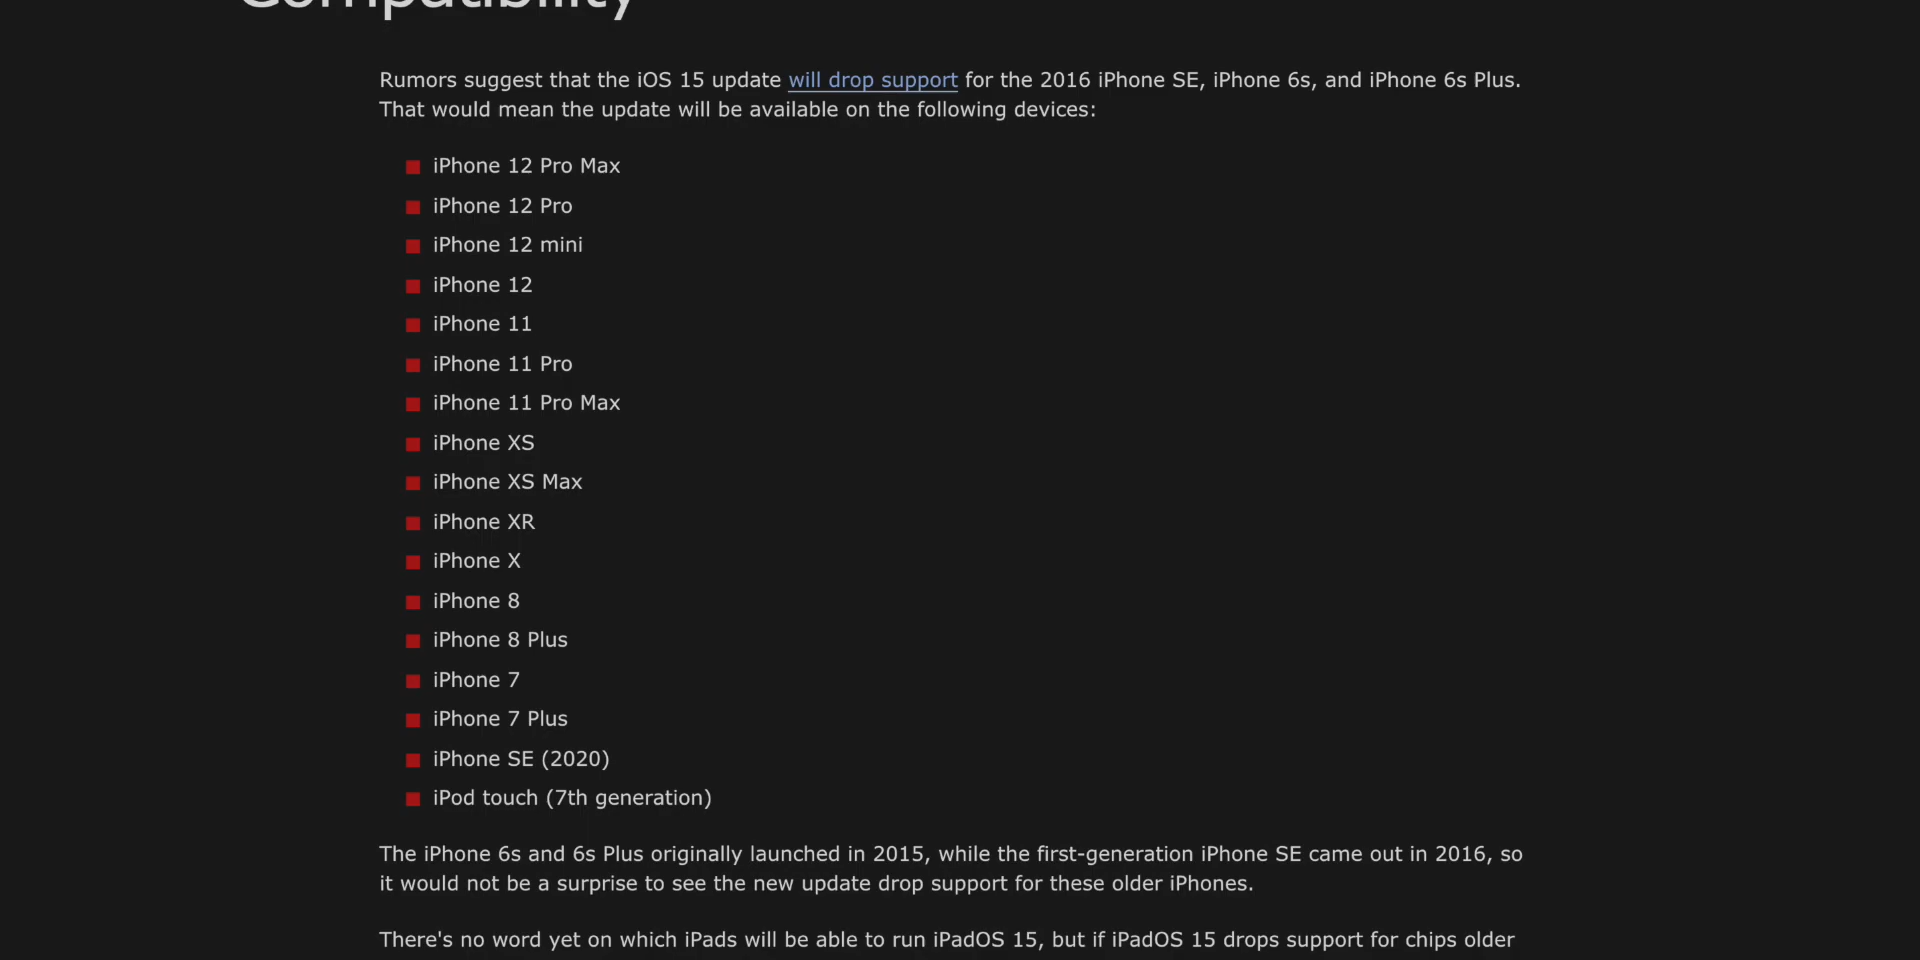 Compatibility
Rumors suggest that the iOS 15 update will drop support for the 2016 iPhone SE, iPhone 6s, and iPhone 6s Plus.
That would mean the update will be available on the following devices:
iPhone 12 Pro Max
iPhone 12 Pro
iPhone 12 mini
iPhone 12
iPhone 11
iPhone 11 Pro
iPhone 11 Pro Max
iPhone XS
iPhone XS Max
iPhone XR
iPhone X
iPhone 8
iPhone 8 Plus
iPhone 7
iPhone 7 Plus
iPhone SE (2020)
iPod touch (7th generation)
The iPhone 6s and 6s Plus originally launched in 2015, while the first-generation iPhone SE came out in 2016, so
it would not be a surprise to see the new update drop support for these older iPhones.
There's no word yet on which iPads will be able to run iPadOS 15, but if iPadOS 15 drops support for chips older